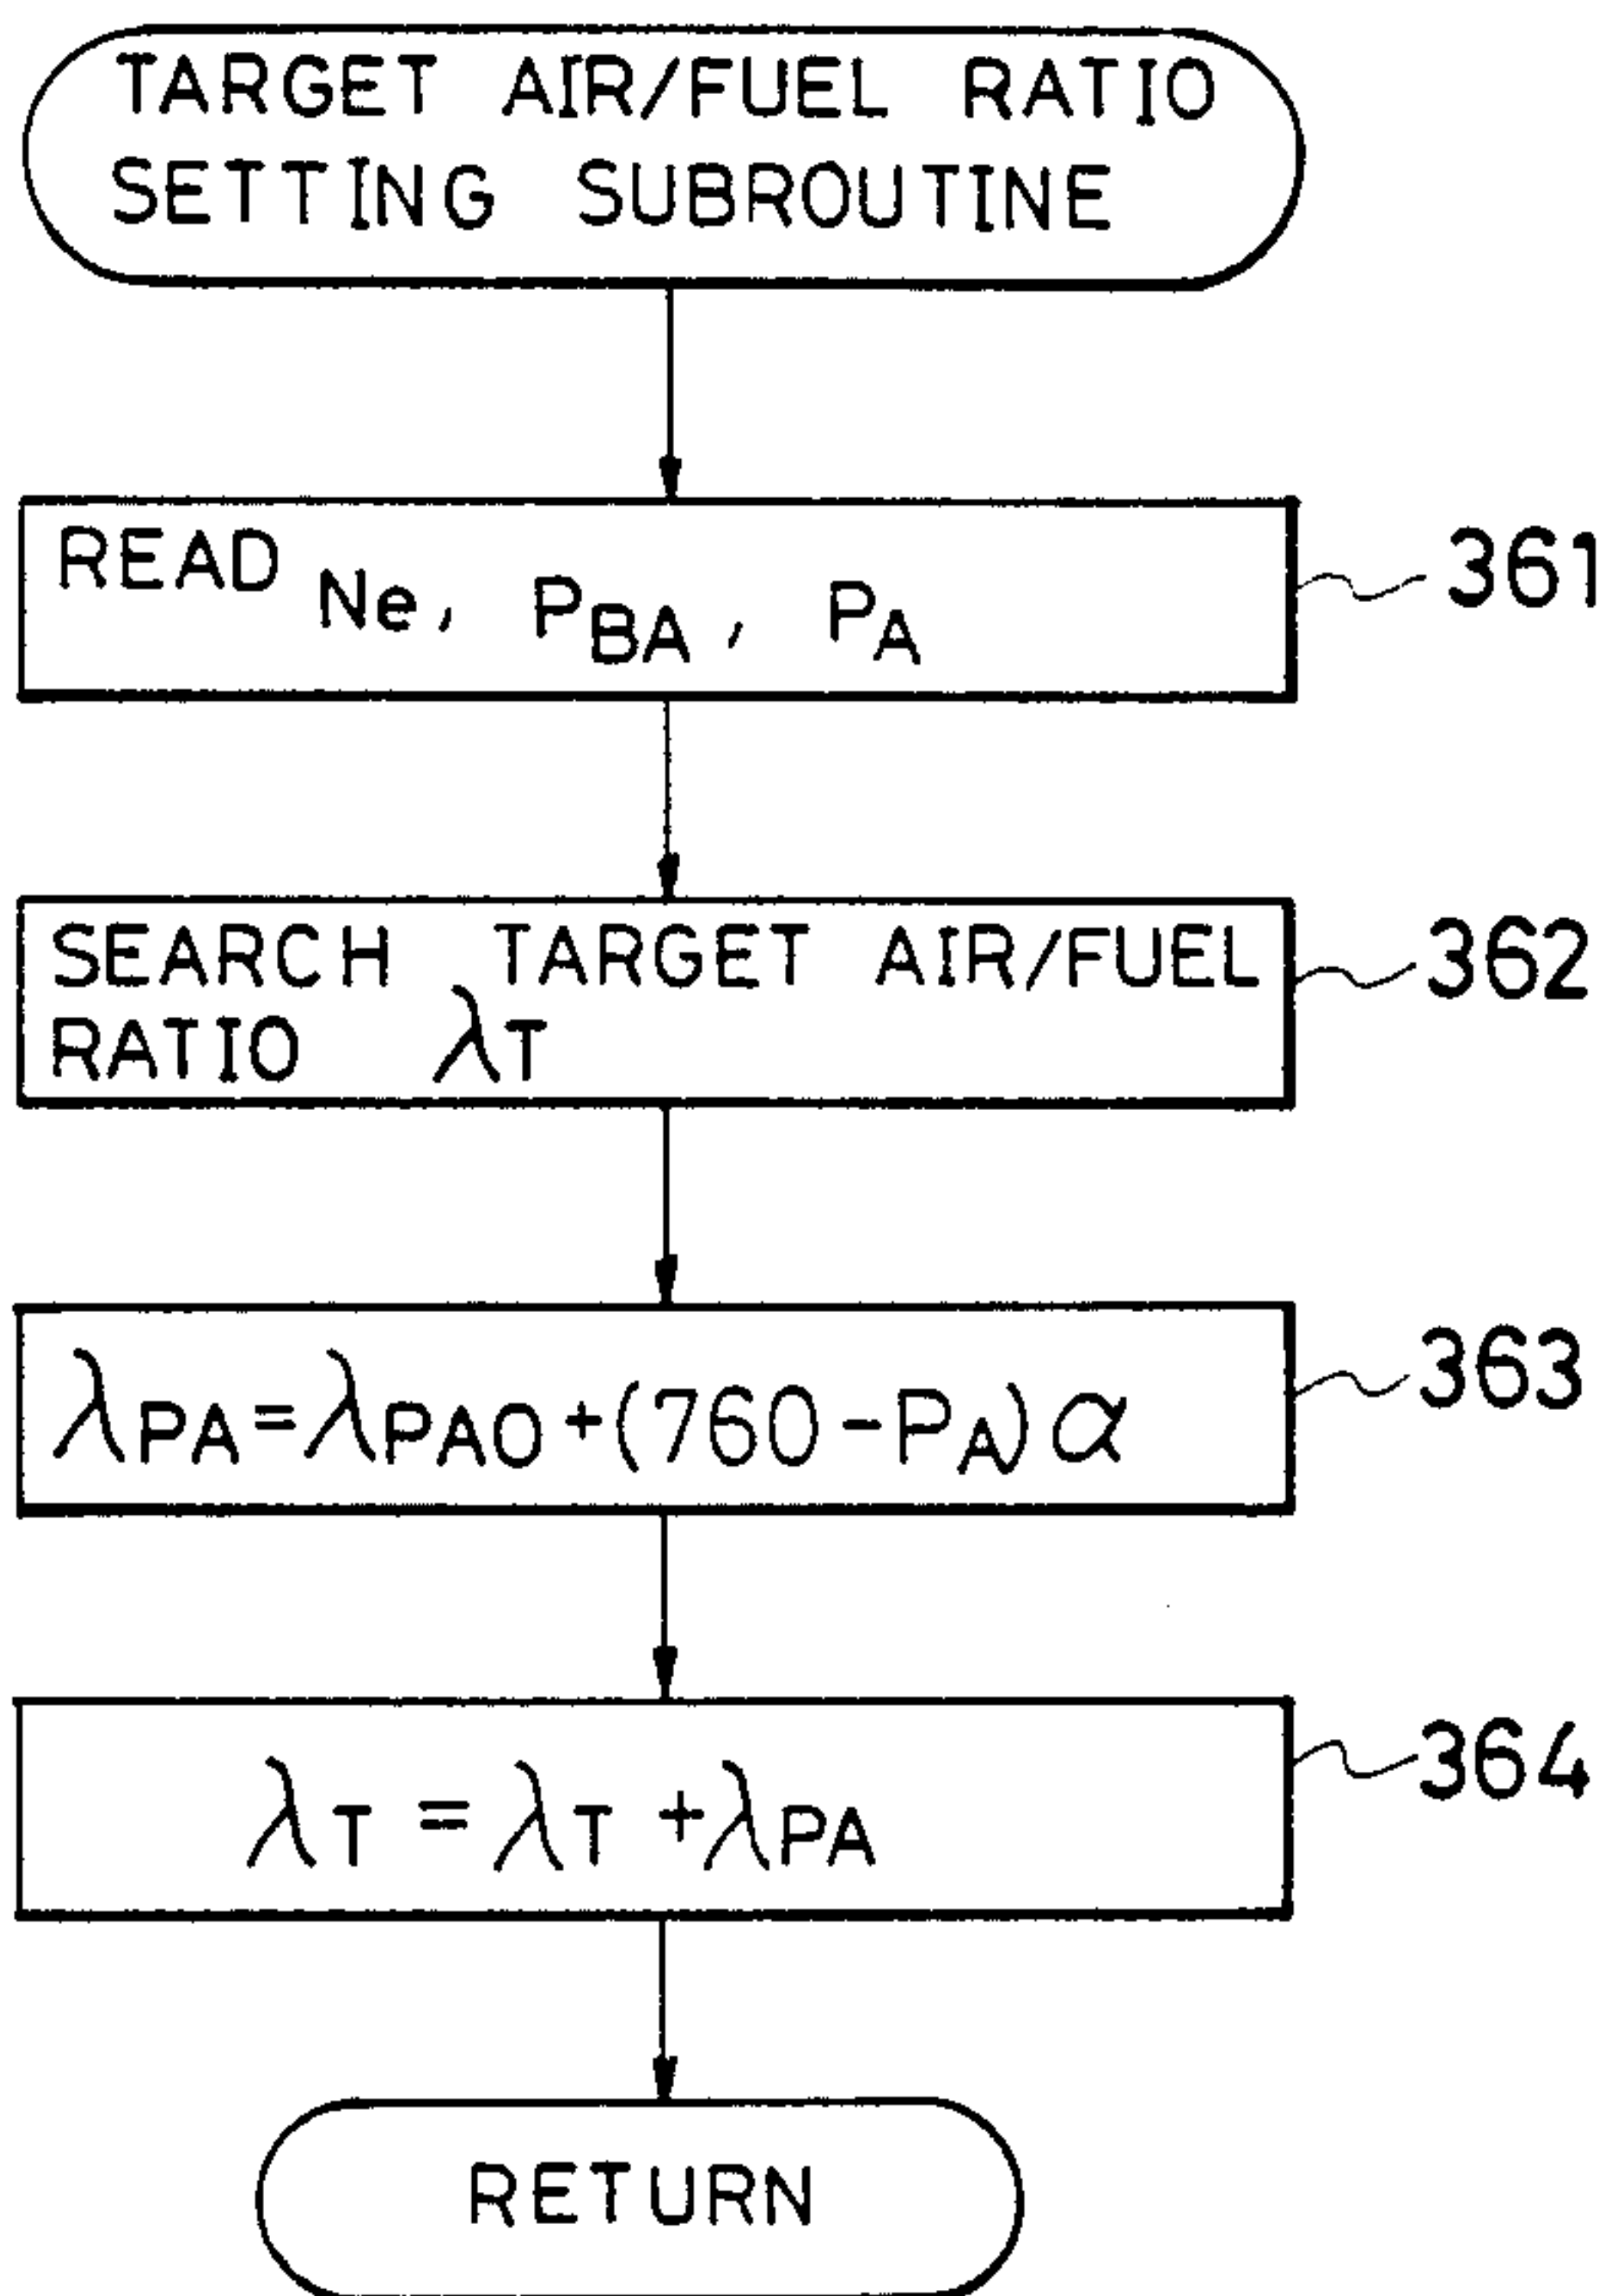 TARGET AIR/FUEL RATIO
SETTING SUBROUTINE
READ Ne, PBA, PA
361
SEARCH TARGET AIR/FUEL
RATIO λT
362
λPA=λPAO+(760-PA)α
363
λT=λT+λPA
364
RETURN